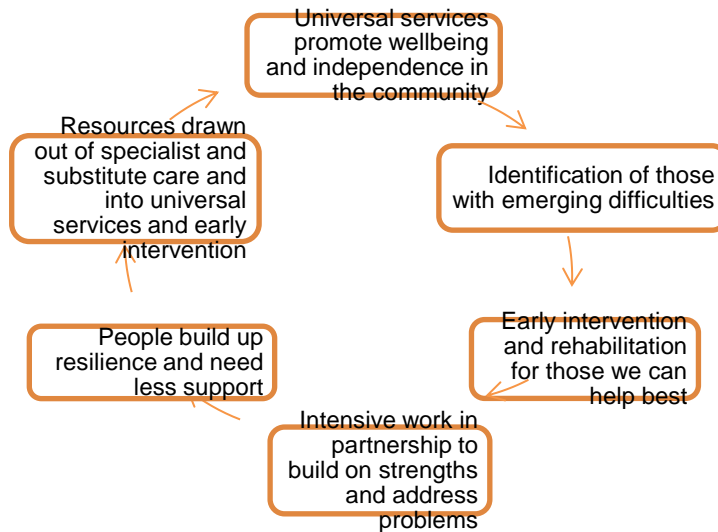 Universal services
promote wellbeing
and independence in
the community
Identification of those
with emerging difficulties
Early intervention
and rehabilitation
for those we can
help best
Intensive work in
partnership to
build on strengths
and address
problems
People build up
resilience and need
less support
Resources drawn
out of specialist and
substitute care and
into universal
services and early
intervention